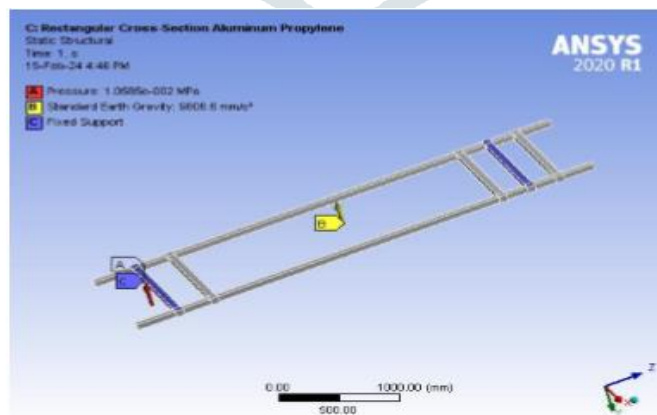 C: Rectangular Cross-Section Aluminum Propylene
Static Structural
Time: 1. s
15-Feb-24 4:46 PM
A Pressure: 1.0585e-002 MPa
B Standard Earth Gravity: 9806.6 mm/s²
C Fixed Support
ANSYS
2020 R1
B
A
C
0.00 1000.00 (mm)
500.00
Z
X